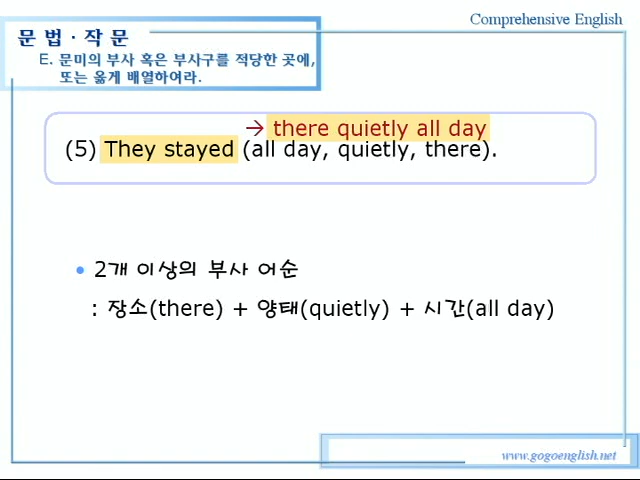 Comprehensive English
문 법 · 작 문
E. 문미의 부사 혹은 부사구를 적당한 곳에,
또는 옳게 배열하여라.
→ there quietly all day
(5) They stayed (all day, quietly, there).
• 2개 이상의 부사 어순
: 장소(there) + 양태(quietly) + 시간(all day)
www.gogoenglish.net